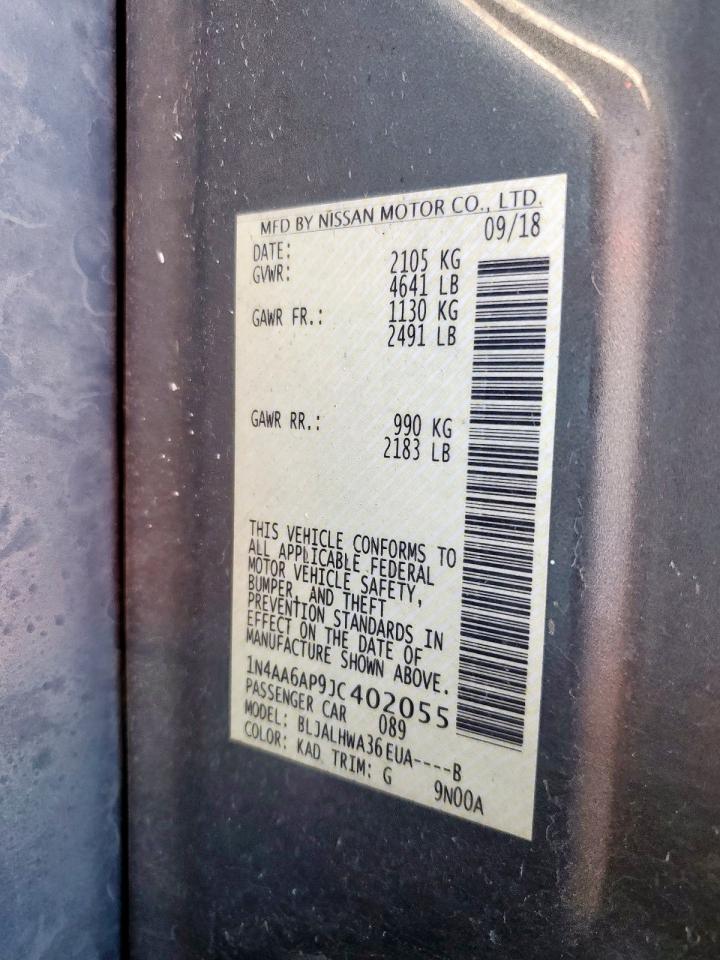 MFD BY NISSAN MOTOR CO., LTD.
DATE: 09/18
GVWR: 2105 KG
4641 LB
GAWR FR.: 1130 KG
2491 LB
GAWR RR.: 990 KG
2183 LB
THIS VEHICLE CONFORMS TO
ALL APPLICABLE FEDERAL
MOTOR VEHICLE SAFETY,
BUMPER, AND THEFT
PREVENTION STANDARDS IN
EFFECT ON THE DATE OF
MANUFACTURE SHOWN ABOVE.
1N4AA6AP9JC402055
PASSENGER CAR 089
MODEL: BLJALHWA36EUA----B
COLOR: KAD TRIM: G 9N00A